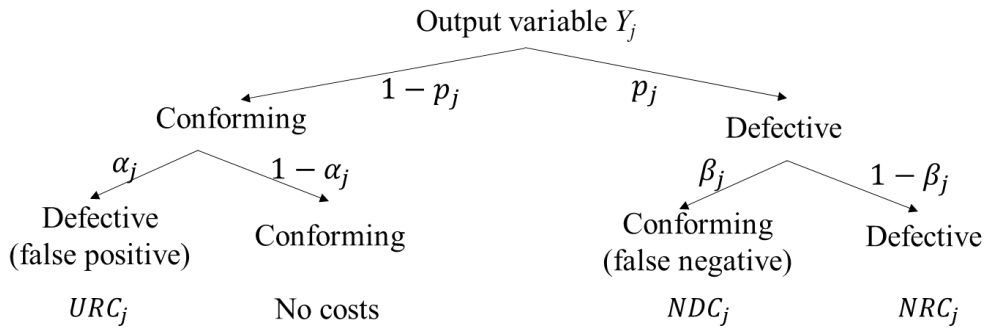 Output variable Y_j
1 − p_j
p_j
Conforming
Defective
α_j
1 − α_j
β_j
1 − β_j
Defective
(false positive)
Conforming
Conforming
(false negative)
Defective
URC_j
No costs
NDC_j
NRC_j